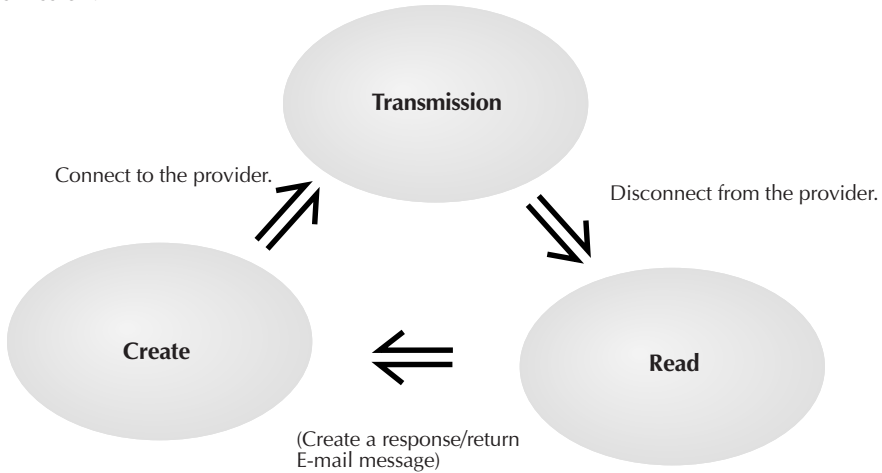 Transmission
Connect to the provider.
Disconnect from the provider.
Create
Read
(Create a response/return
E-mail message)